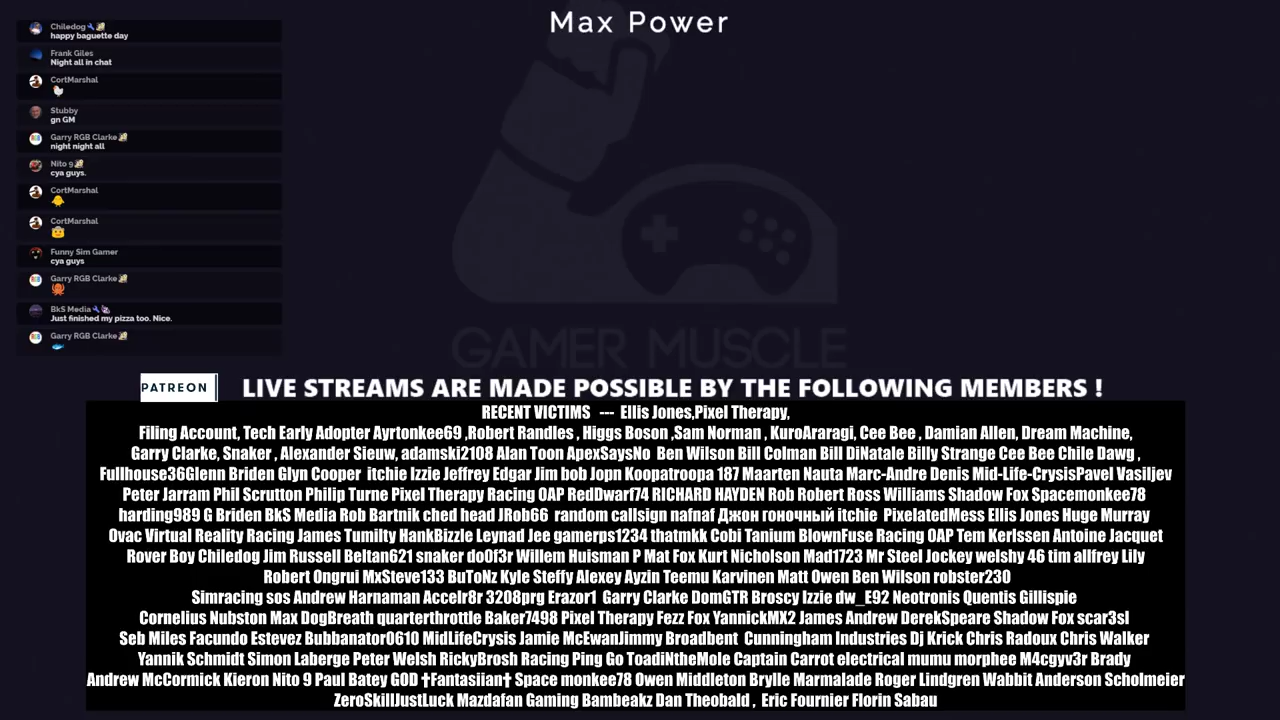 Max Power
Chiledog
happy baguette day
Frank Giles
Night all in chat
CortMarshal
Stubby
gn GM
Garry RGB Clarke
night night all
Nito 9
cya guys.
CortMarshal
CortMarshal
Funny Sim Gamer
cya guys
Garry RGB Clarke
BkS Media
Just finished my pizza too. Nice.
Garry RGB Clarke
GAMER MUSCLE
PATREON LIVE STREAMS ARE MADE POSSIBLE BY THE FOLLOWING MEMBERS !
RECENT VICTIMS --- Ellis Jones,Pixel Therapy,
Filing Account, Tech Early Adopter Ayrtonkee69 ,Robert Randles , Higgs Boson ,Sam Norman , KuroAraragi, Cee Bee , Damian Allen, Dream Machine,
Garry Clarke, Snaker , Alexander Sieuw, adamski2108 Alan Toon ApexSaysNo Ben Wilson Bill Colman Bill DiNatale Billy Strange Cee Bee Chile Dawg ,
Fullhouse36Glenn Briden Glyn Cooper itchie Izzie Jeffrey Edgar Jim bob Jopn Koopatroopa 187 Maarten Nauta Marc-Andre Denis Mid-Life-CrysisPavel Vasiljev
Peter Jarram Phil Scrutton Philip Turne Pixel Therapy Racing OAP RedDwarf74 RICHARD HAYDEN Rob Robert Ross Williams Shadow Fox Spacemonkee78
harding989 G Briden BkS Media Rob Bartnik ched head JRob66 random callsign nafnaf Джон гоночный itchie PixelatedMess Ellis Jones Huge Murray
Ovac Virtual Reality Racing James Tumilty HankBizzle Leynad Jee gamerps1234 thatmkk Cobi Tanium BlownFuse Racing OAP Tem Kerlssen Antoine Jacquet
Rover Boy Chiledog Jim Russell Beltan621 snaker do0f3r Willem Huisman P Mat Fox Kurt Nicholson Mad1723 Mr Steel Jockey welshy 46 tim allfrey Lily
Robert Ongrui MxSteve133 BuToNz Kyle Steffy Alexey Ayzin Teemu Karvinen Matt Owen Ben Wilson robster230
Simracing sos Andrew Harnaman Accelr8r 3208prg Erazor1 Garry Clarke DomGTR Broscy Izzie dw_E92 Neotronis Quentis Gillispie
Cornelius Nubston Max DogBreath quarterthrottle Baker7498 Pixel Therapy Fezz Fox YannickMX2 James Andrew DerekSpeare Shadow Fox scar3sl
Seb Miles Facundo Estevez Bubbanator0610 MidLifeCrysis Jamie McEwanJimmy Broadbent Cunningham Industries Dj Krick Chris Radoux Chris Walker
Yannik Schmidt Simon Laberge Peter Welsh RickyBrosh Racing Ping Go ToadiNtheMole Captain Carrot electrical mumu morphee M4cgyv3r Brady
Andrew McCormick Kieron Nito 9 Paul Batey GOD †Fantasiian† Space monkee78 Owen Middleton Brylle Marmalade Roger Lindgren Wabbit Anderson Scholmeier
ZeroSkillJustLuck Mazdafan Gaming Bambeakz Dan Theobald , Eric Fournier Florin Sabau